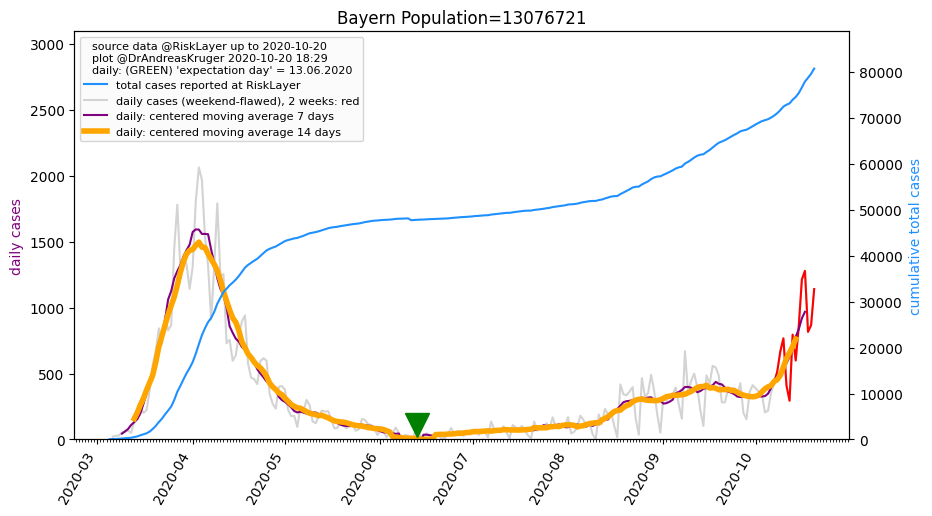 Bayern Population=13076721
source data @RiskLayer up to 2020-10-20
plot @DrAndreasKruger 2020-10-20 18:29
daily: (GREEN) 'expectation day' = 13.06.2020
total cases reported at RiskLayer
daily cases (weekend-flawed), 2 weeks: red
daily: centered moving average 7 days
daily: centered moving average 14 days
daily cases
3000
2500
2000
1500
1000
500
0
80000
70000
60000
50000
40000
30000
20000
10000
0
cumulative total cases
2020-03
2020-04
2020-05
2020-06
2020-07
2020-08
2020-09
2020-10